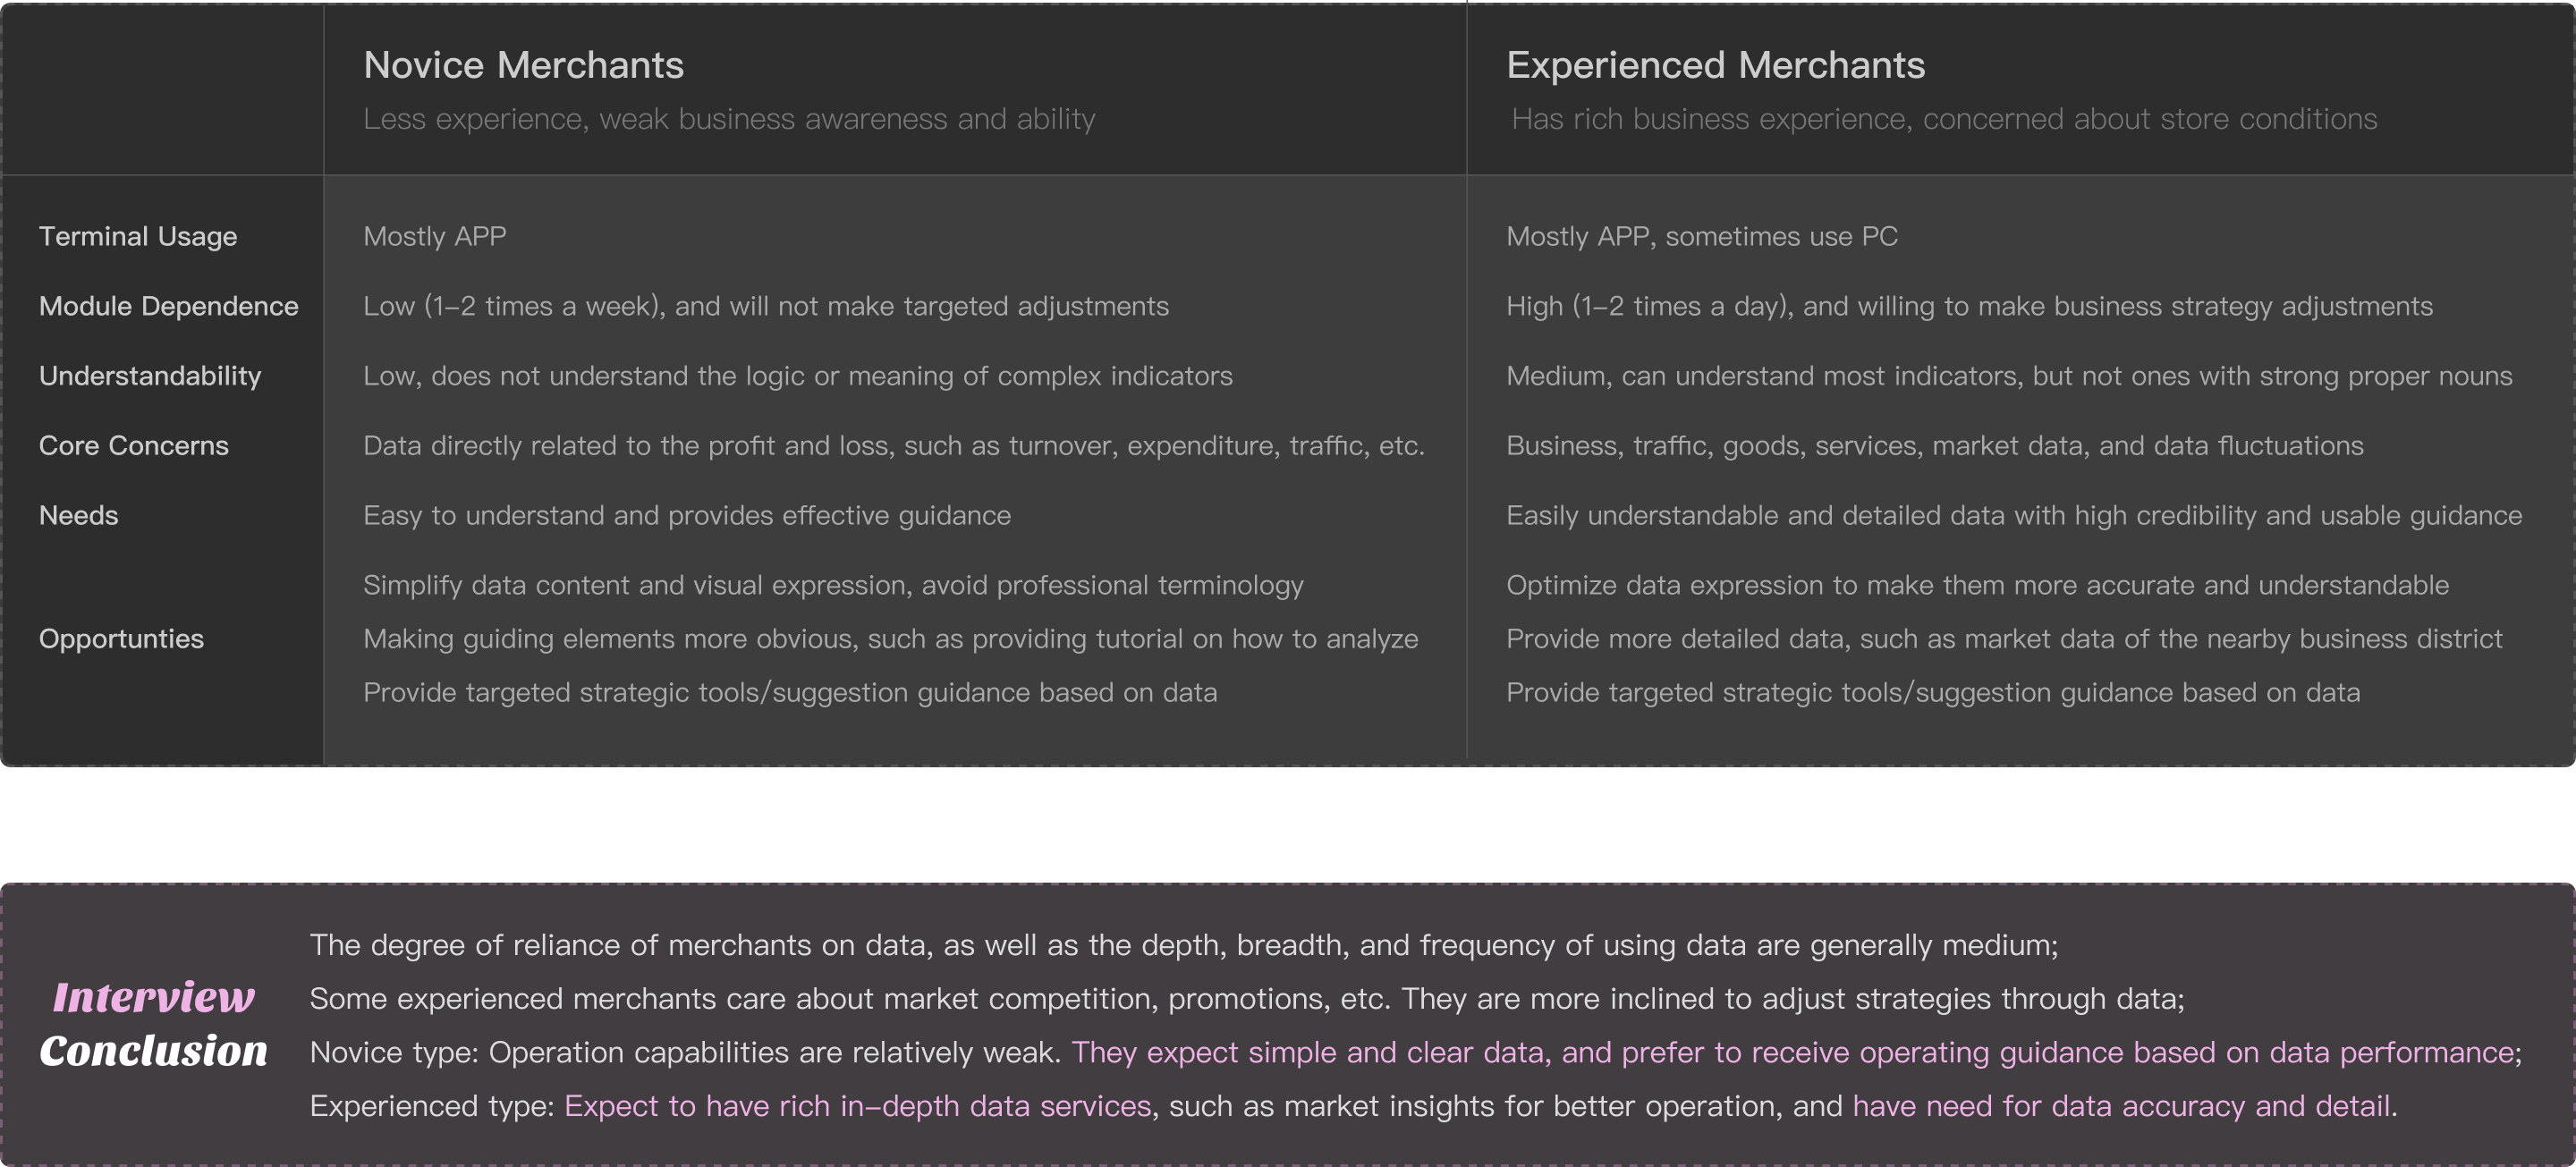 Novice Merchants
Less experience, weak business awareness and ability
Experienced Merchants
Has rich business experience, concerned about store conditions
Terminal Usage
Mostly APP
Mostly APP, sometimes use PC
Module Dependence
Low (1–2 times a week), and will not make targeted adjustments
High (1–2 times a day), and willing to make business strategy adjustments
Understandability
Low, does not understand the logic or meaning of complex indicators
Medium, can understand most indicators, but not ones with strong proper nouns
Core Concerns
Data directly related to the profit and loss, such as turnover, expenditure, traffic, etc.
Business, traffic, goods, services, market data, and data fluctuations
Needs
Easy to understand and provides effective guidance
Easily understandable and detailed data with high credibility and usable guidance
Opportunties
Simplify data content and visual expression, avoid professional terminology
Making guiding elements more obvious, such as providing tutorial on how to analyze
Provide targeted strategic tools/suggestion guidance based on data
Optimize data expression to make them more accurate and understandable
Provide more detailed data, such as market data of the nearby business district
Provide targeted strategic tools/suggestion guidance based on data
Interview
Conclusion
The degree of reliance of merchants on data, as well as the depth, breadth, and frequency of using data are generally medium;
Some experienced merchants care about market competition, promotions, etc. They are more inclined to adjust strategies through data;
Novice type: Operation capabilities are relatively weak. They expect simple and clear data, and prefer to receive operating guidance based on data performance;
Experienced type: Expect to have rich in–depth data services, such as market insights for better operation, and have need for data accuracy and detail.